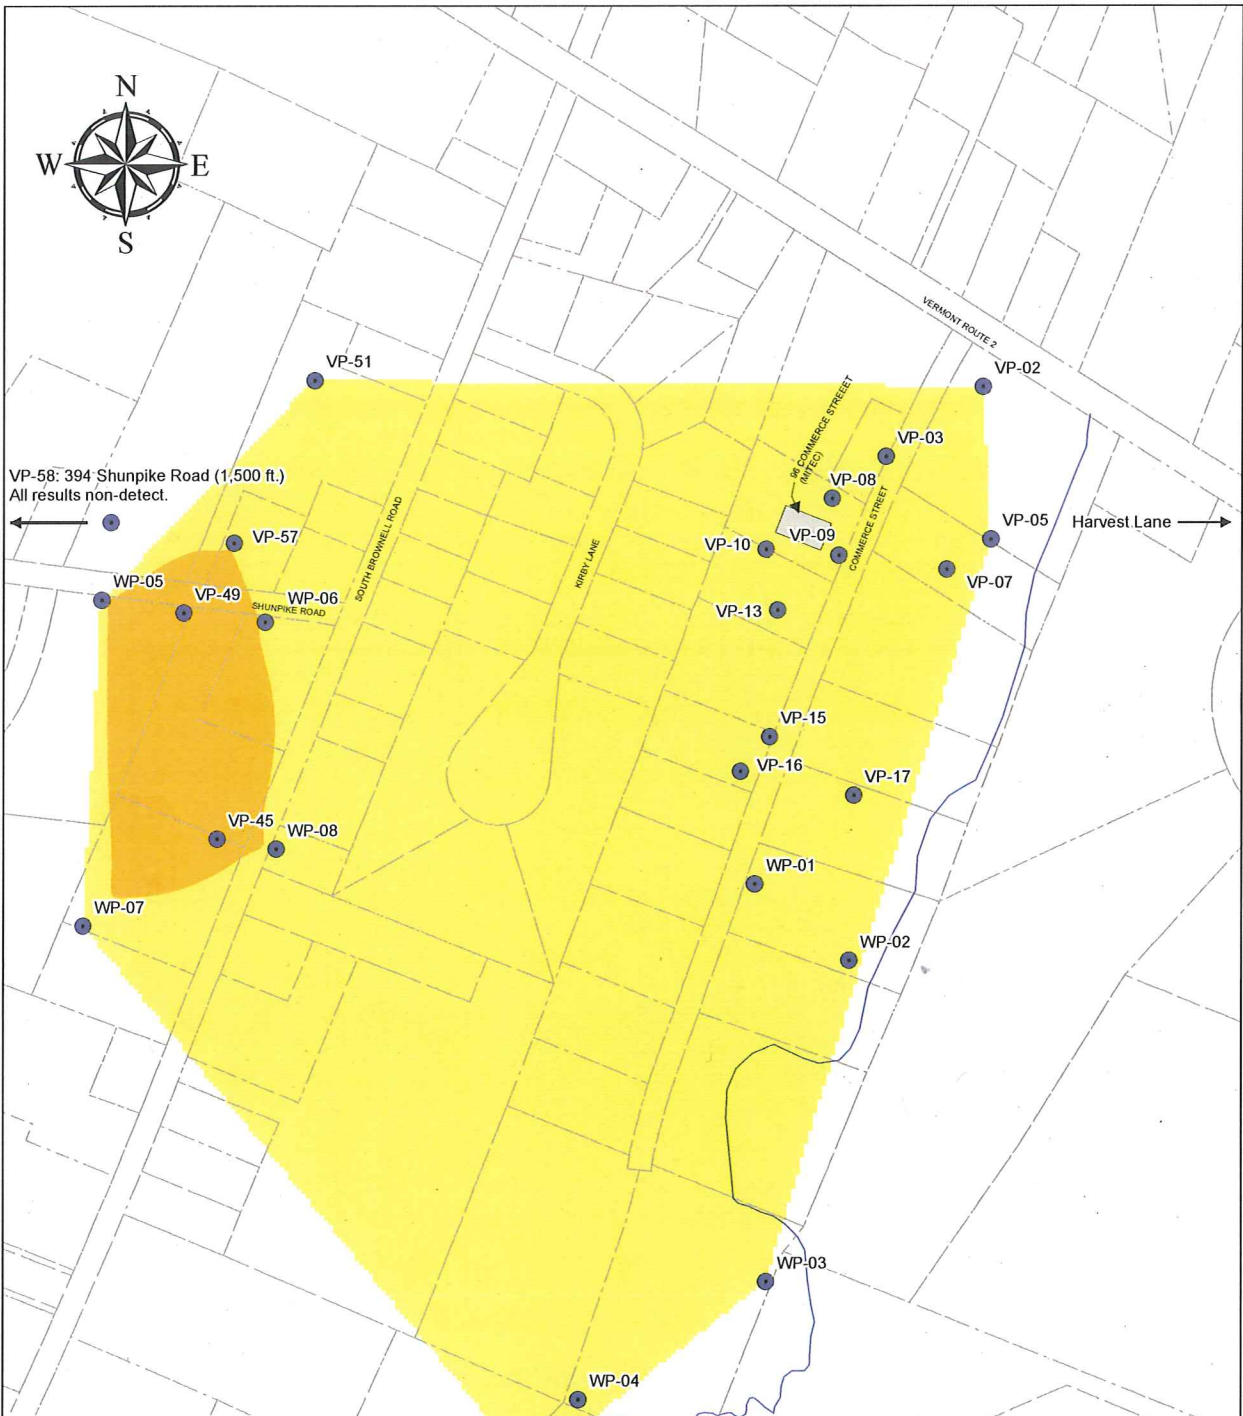 N
W E
S
VERMONT ROUTE 2
VP-51
VP-02
96 COMMERCE STREEET
(MITEC)
VP-03
VP-58: 394 Shunpike Road (1,500 ft.)
All results non-detect.
VP-08
COMMERCE STREET
SOUTH BROWNELL ROAD
Harvest Lane
VP-05
VP-57
VP-10
VP-09
KIRBY LANE
VP-07
WP-05
VP-49
WP-06
SHUNPIKE ROAD
VP-13
VP-15
VP-16
VP-17
VP-45
WP-08
WP-01
WP-07
WP-02
WP-03
WP-04